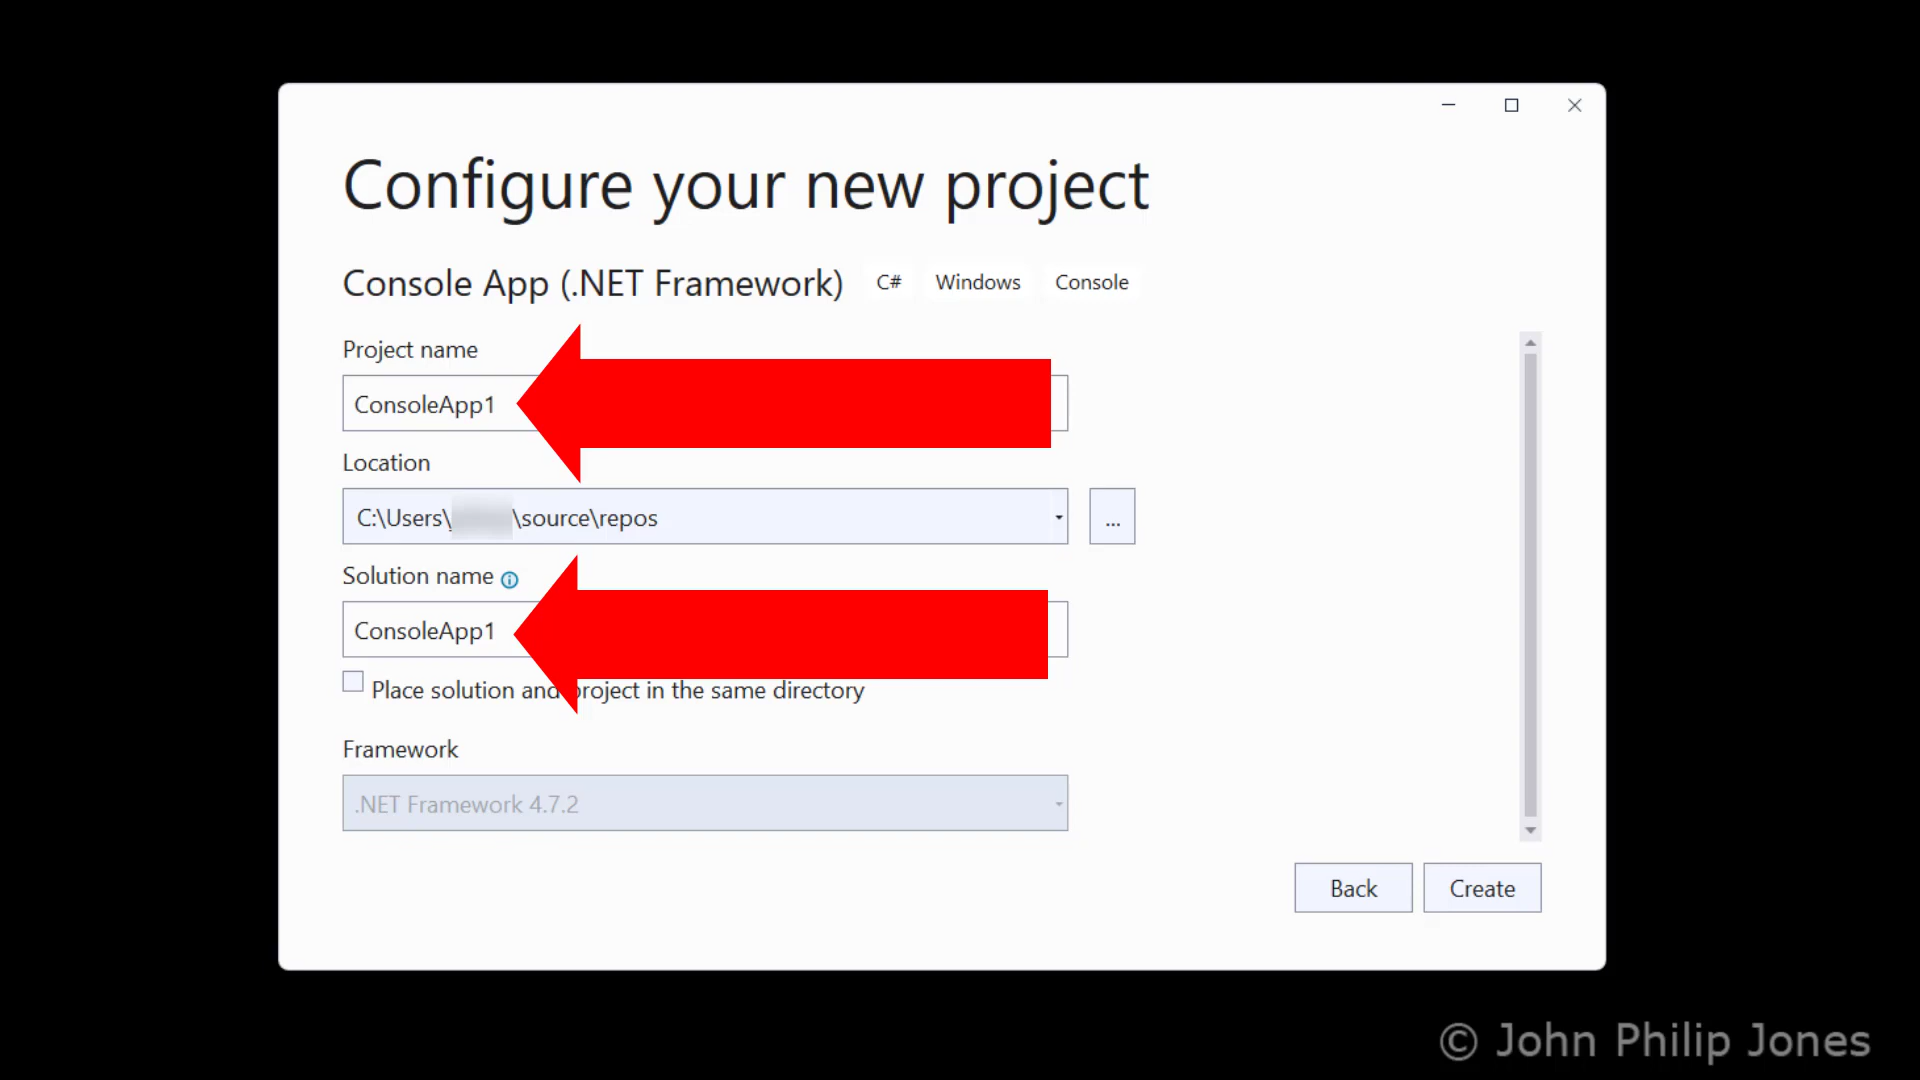 Configure your new project
Console App (.NET Framework) C# Windows Console
Project name
ConsoleApp1
Location
C:\Users\ \source\repos
...
Solution name
ConsoleApp1
Place solution and project in the same directory
Framework
.NET Framework 4.7.2
Back Create
© John Philip Jones